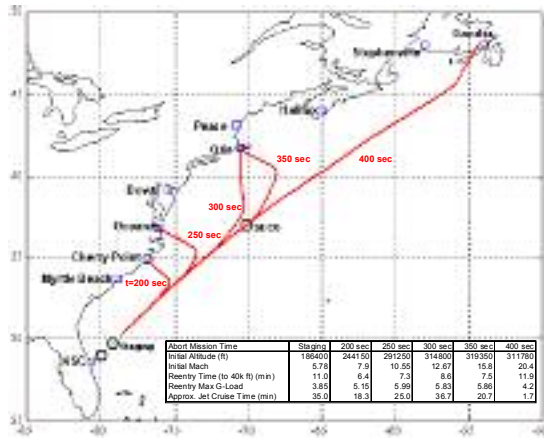 Gander
Stephenville
Halifax
Pease
Otis
Dover
Oceana
Cherry Point
Myrtle Beach
KSC
350 sec
400 sec
300 sec
250 sec
t=200 sec
Abort Mission Time Staging 200 sec 250 sec 300 sec 350 sec 400 sec
Initial Altitude (ft) 186400 244150 291250 314800 319350 311780
Initial Mach 5.78 7.9 10.55 12.67 15.8 20.4
Reentry Time (to 40k ft) (min) 11.0 6.4 7.3 8.6 7.5 11.9
Reentry Max G-Load 3.85 5.15 5.99 5.83 5.86 4.2
Approx. Jet Cruise Time (min) 35.0 18.3 25.0 36.7 20.7 1.7